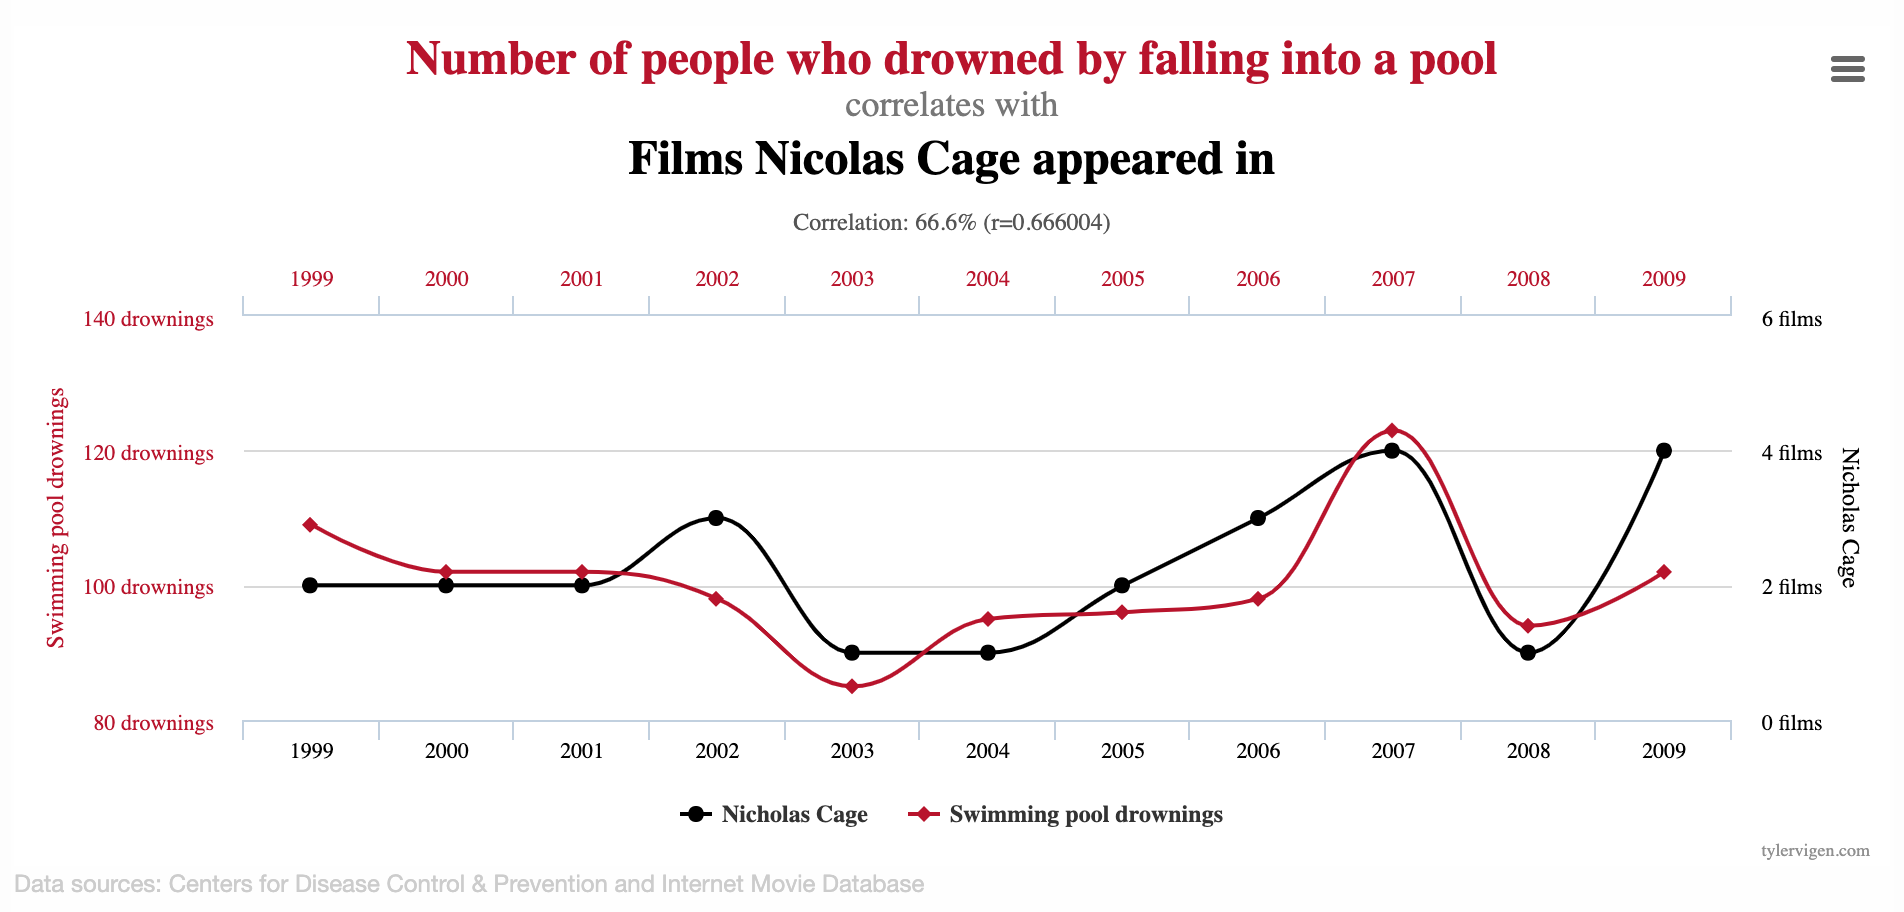 Number of people who drowned by falling into a pool
correlates with
Films Nicolas Cage appeared in
Correlation: 66.6% (r=0.666004)
1999 2000 2001 2002 2003 2004 2005 2006 2007 2008 2009
140 drownings 6 films
120 drownings 4 films
100 drownings 2 films
80 drownings 0 films
Swimming pool drownings
Nicholas Cage
1999 2000 2001 2002 2003 2004 2005 2006 2007 2008 2009
Nicholas Cage Swimming pool drownings
tylervigen.com
Data sources: Centers for Disease Control & Prevention and Internet Movie Database